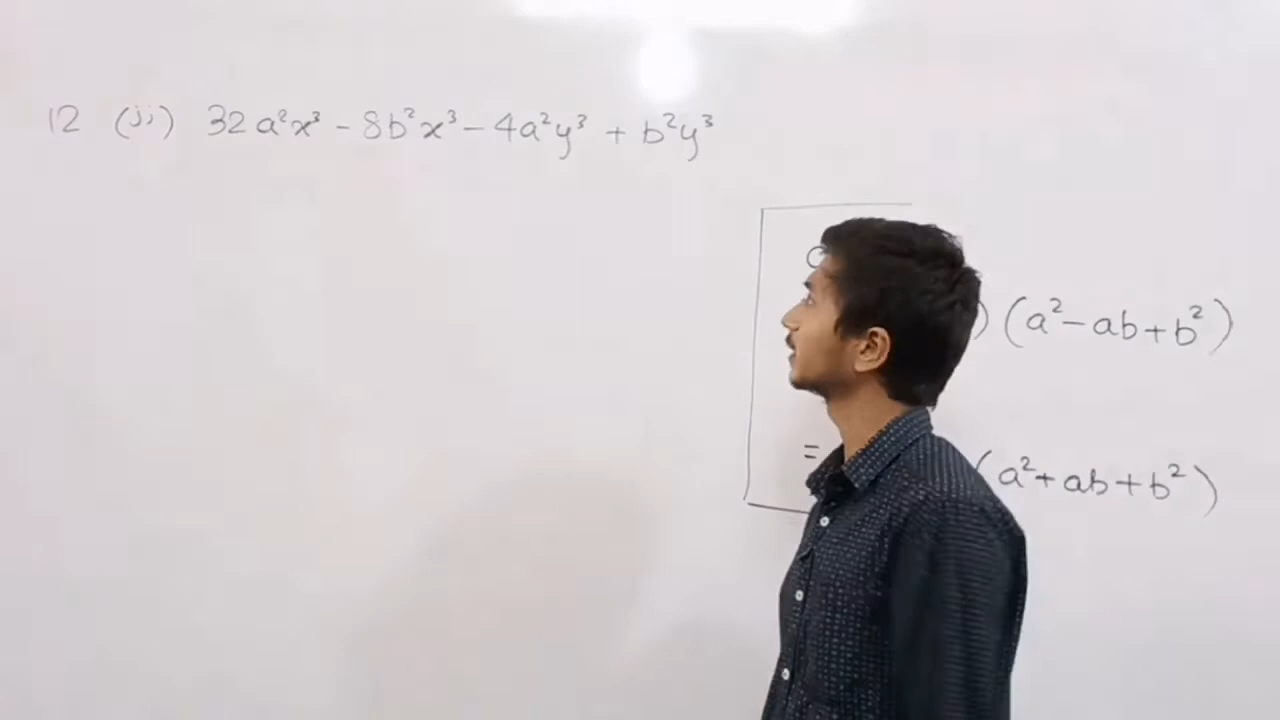 12 (ii) 32a²x³ - 8b²x³ - 4a²y³ + b²y³
) (a² - ab + b²)
=
(a² + ab + b²)